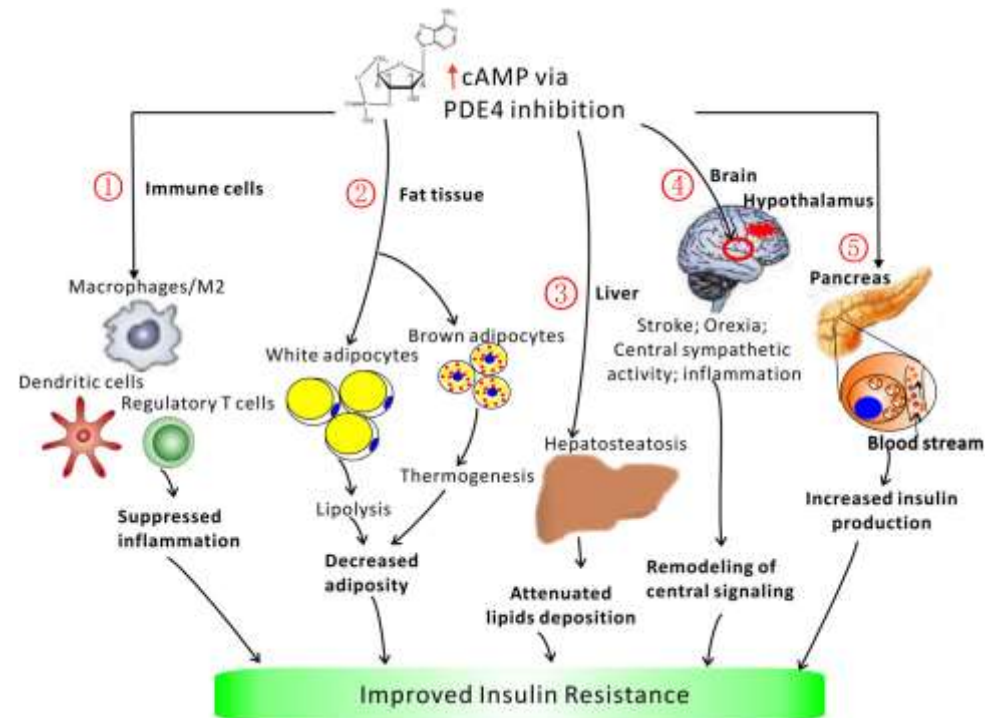 ↑cAMP via
PDE4 inhibition
①
Immune cells
Macrophages/M2
Dendritic cells
Regulatory T cells
Suppressed
inflammation
②
Fat tissue
White adipocytes
Brown adipocytes
Lipolysis
Thermogenesis
Decreased
adiposity
③
Liver
Hepatosteatosis
Attenuated
lipids deposition
④
Brain
Hypothalamus
Stroke; Orexia;
Central sympathetic
activity; inflammation
Remodeling of
central signaling
⑤
Pancreas
Blood stream
Increased insulin
production
Improved Insulin Resistance